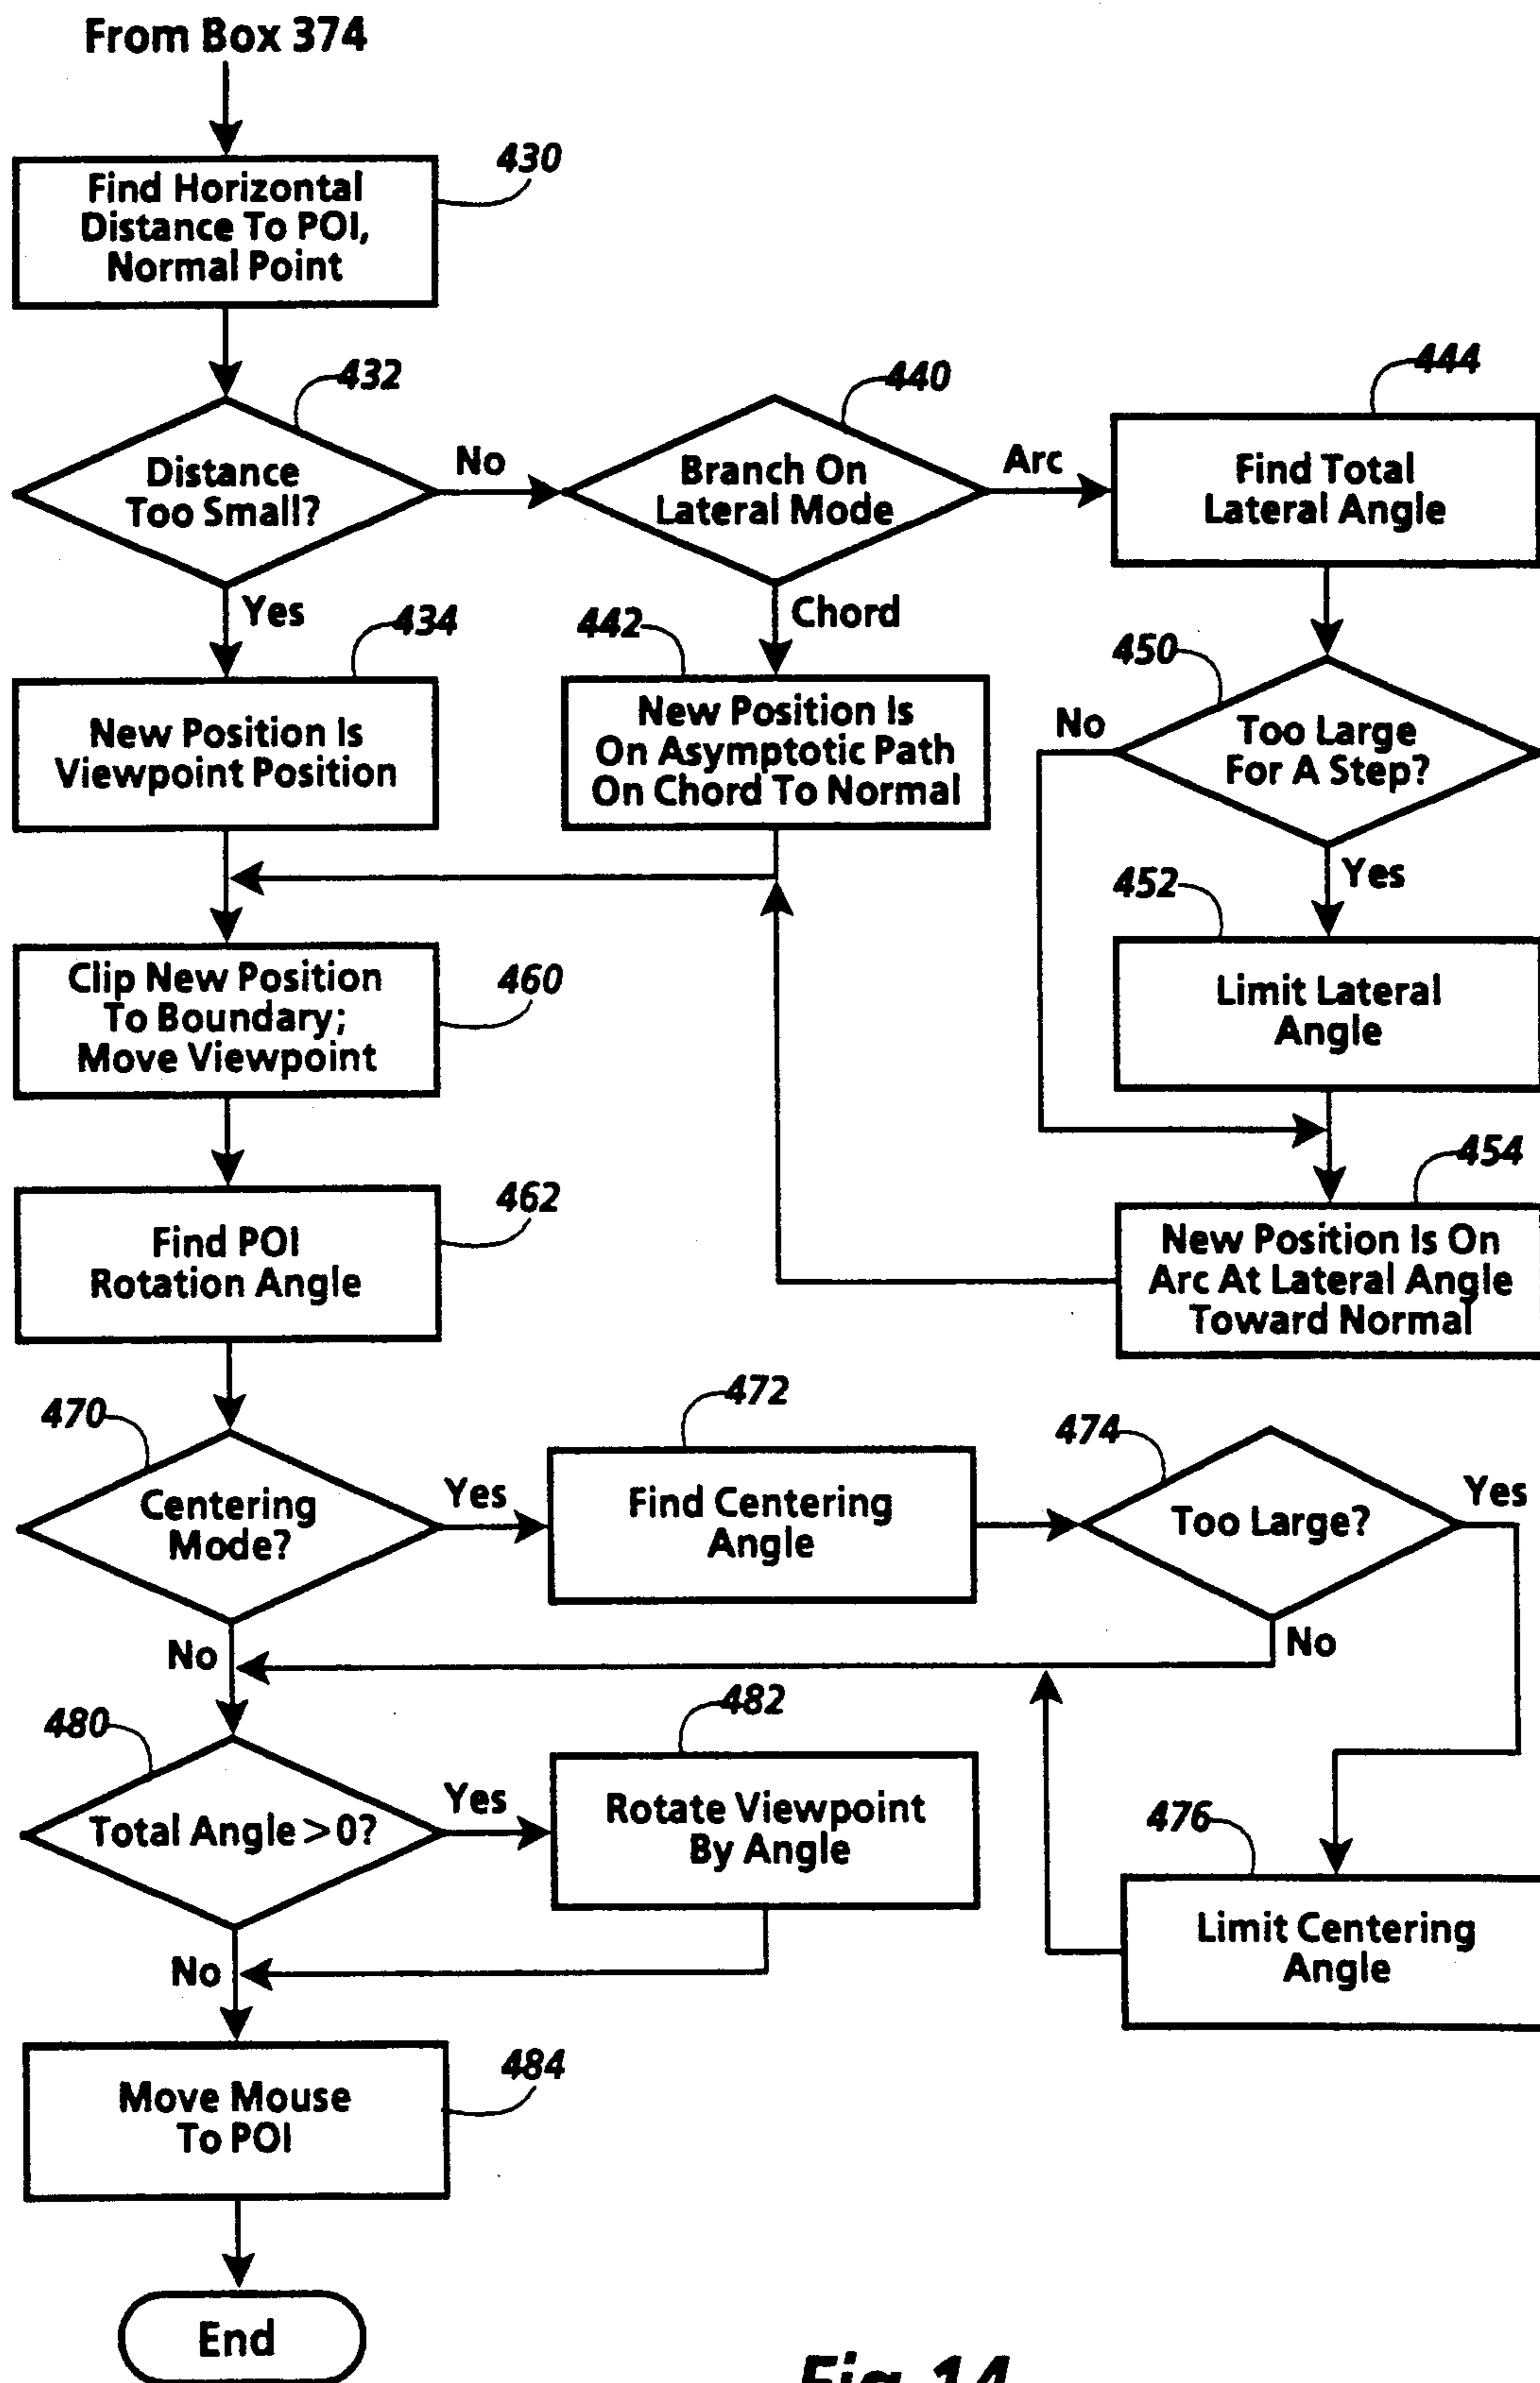 From Box 374
430
Find Horizontal
Distance To POI,
Normal Point
432
Distance
Too Small?
No
440
Branch On
Lateral Mode
Arc
444
Find Total
Lateral Angle
Yes
434
New Position Is
Viewpoint Position
Chord
442
New Position Is
On Asymptotic Path
On Chord To Normal
450
Too Large
For A Step?
No
Yes
452
Limit Lateral
Angle
454
New Position Is On
Arc At Lateral Angle
Toward Normal
460
Clip New Position
To Boundary;
Move Viewpoint
462
Find POI
Rotation Angle
470
Centering
Mode?
Yes
472
Find Centering
Angle
474
Too Large?
Yes
No
No
476
Limit Centering
Angle
480
Total Angle > 0?
Yes
482
Rotate Viewpoint
By Angle
No
484
Move Mouse
To POI
End
Fig. 14